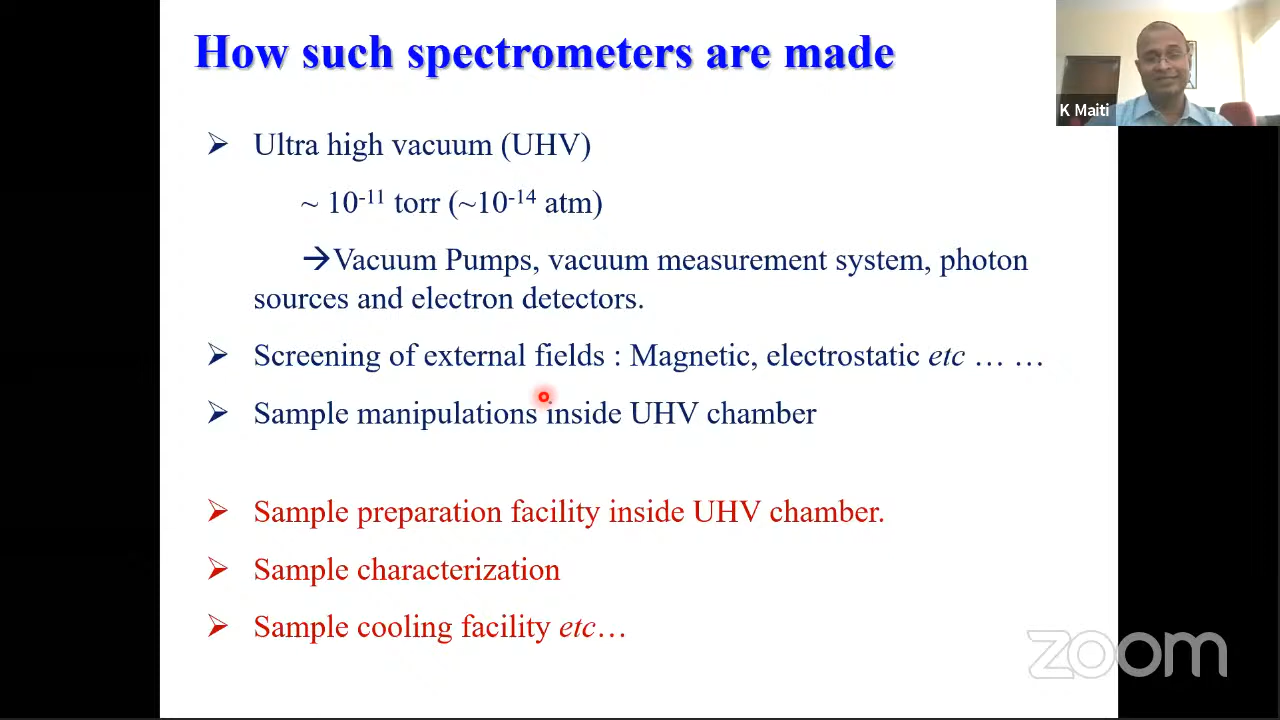 How such spectrometers are made
K Maiti
➢ Ultra high vacuum (UHV)
~ 10⁻¹¹ torr (~10⁻¹⁴ atm)
→Vacuum Pumps, vacuum measurement system, photon
sources and electron detectors.
➢ Screening of external fields : Magnetic, electrostatic etc … …
➢ Sample manipulations inside UHV chamber
➢ Sample preparation facility inside UHV chamber.
➢ Sample characterization
➢ Sample cooling facility etc…
zoom